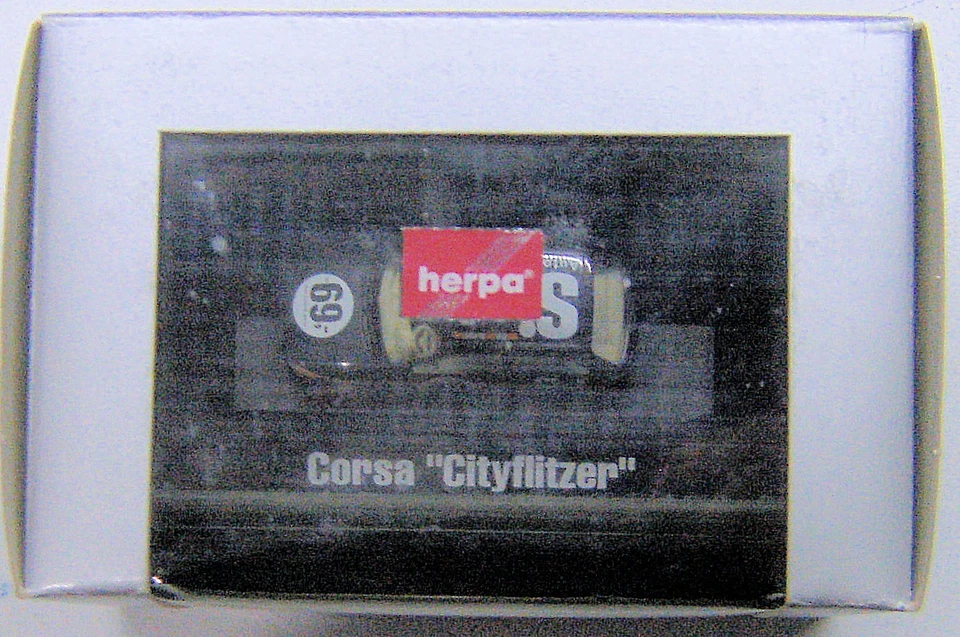 herpa®
69
S
Corsa "Cityflitzer"